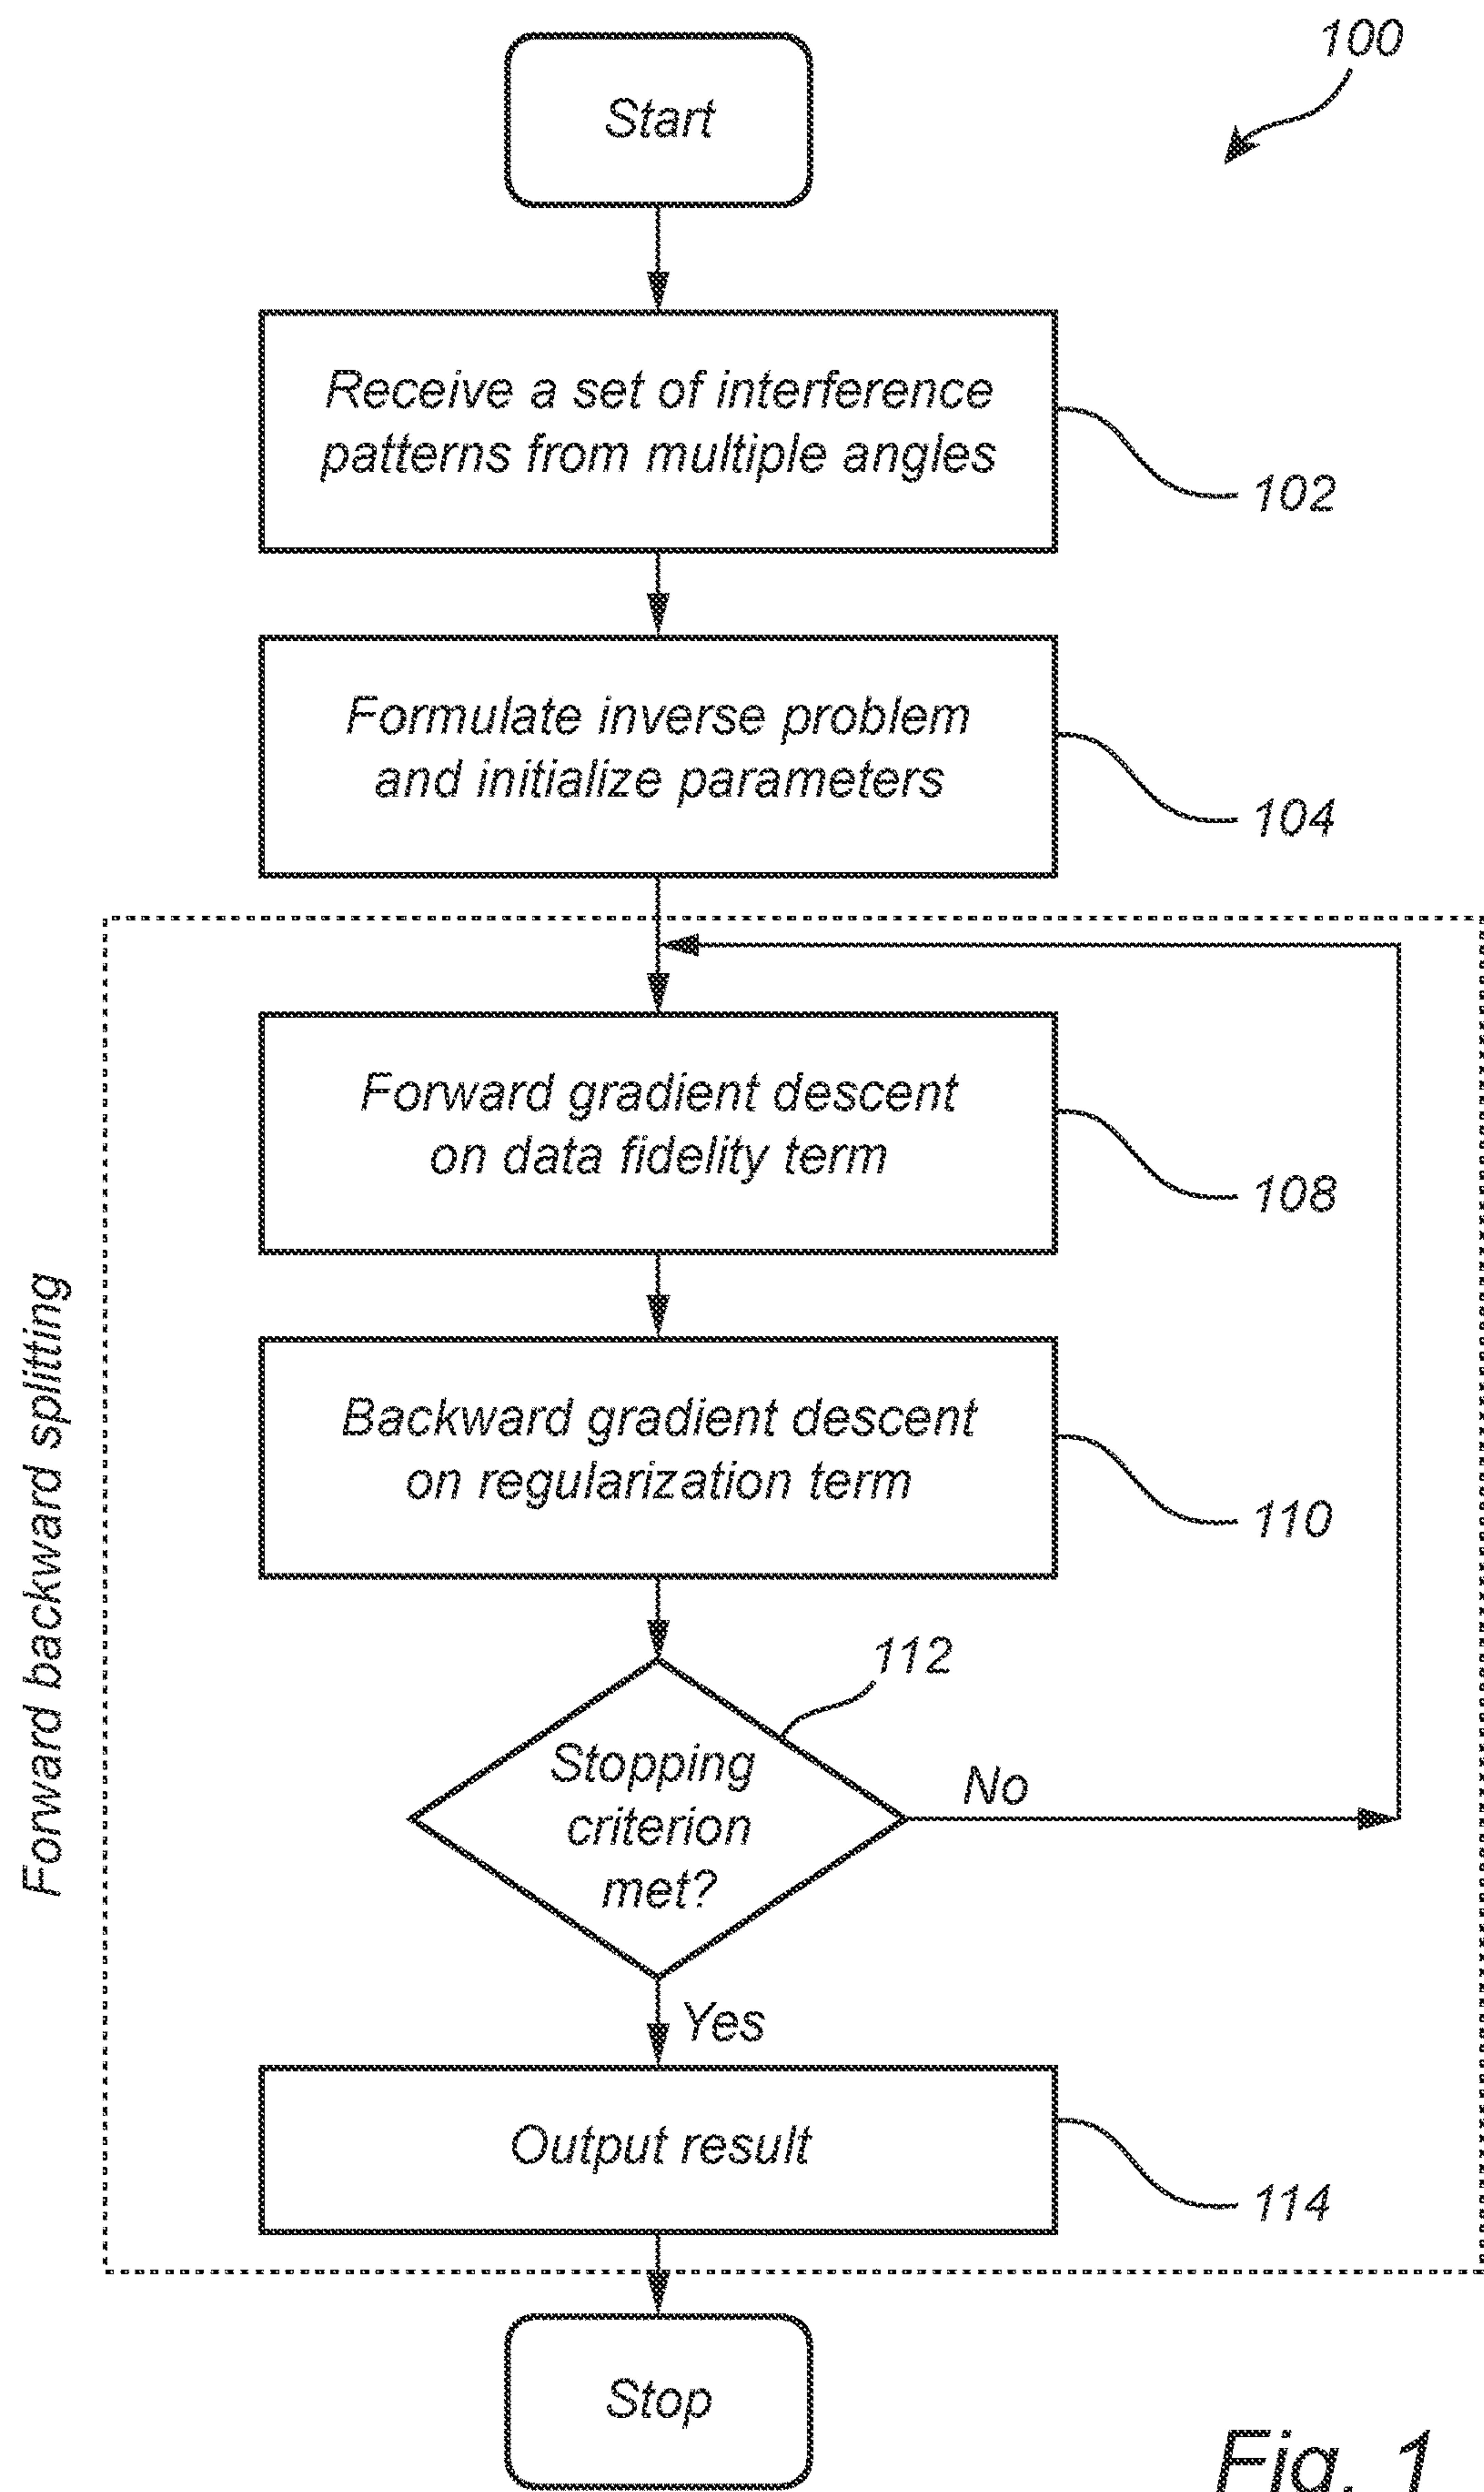 100
Start
Receive a set of interference
patterns from multiple angles
102
Formulate inverse problem
and initialize parameters
104
Forward backward splitting
Forward gradient descent
on data fidelity term
108
Backward gradient descent
on regularization term
110
112
Stopping
criterion
met?
No
Yes
Output result
114
Stop
Fig. 1